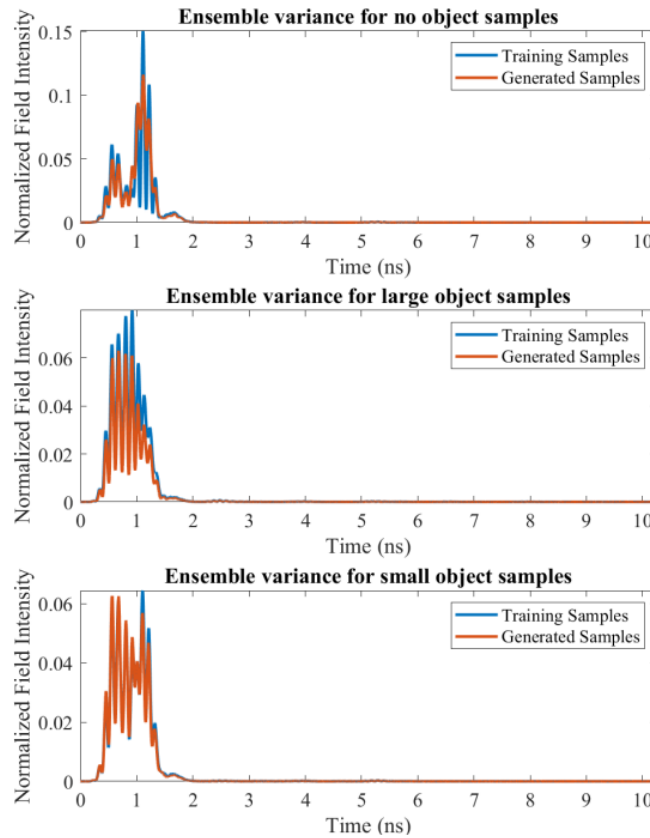 Ensemble variance for no object samples
Normalized Field Intensity
0.15
0.1
0.05
0
Training Samples
Generated Samples
0 1 2 3 4 5 6 7 8 9 10
Time (ns)
Ensemble variance for large object samples
Normalized Field Intensity
0.06
0.04
0.02
0
Training Samples
Generated Samples
0 1 2 3 4 5 6 7 8 9 10
Time (ns)
Ensemble variance for small object samples
Normalized Field Intensity
0.06
0.04
0.02
0
Training Samples
Generated Samples
0 1 2 3 4 5 6 7 8 9 10
Time (ns)